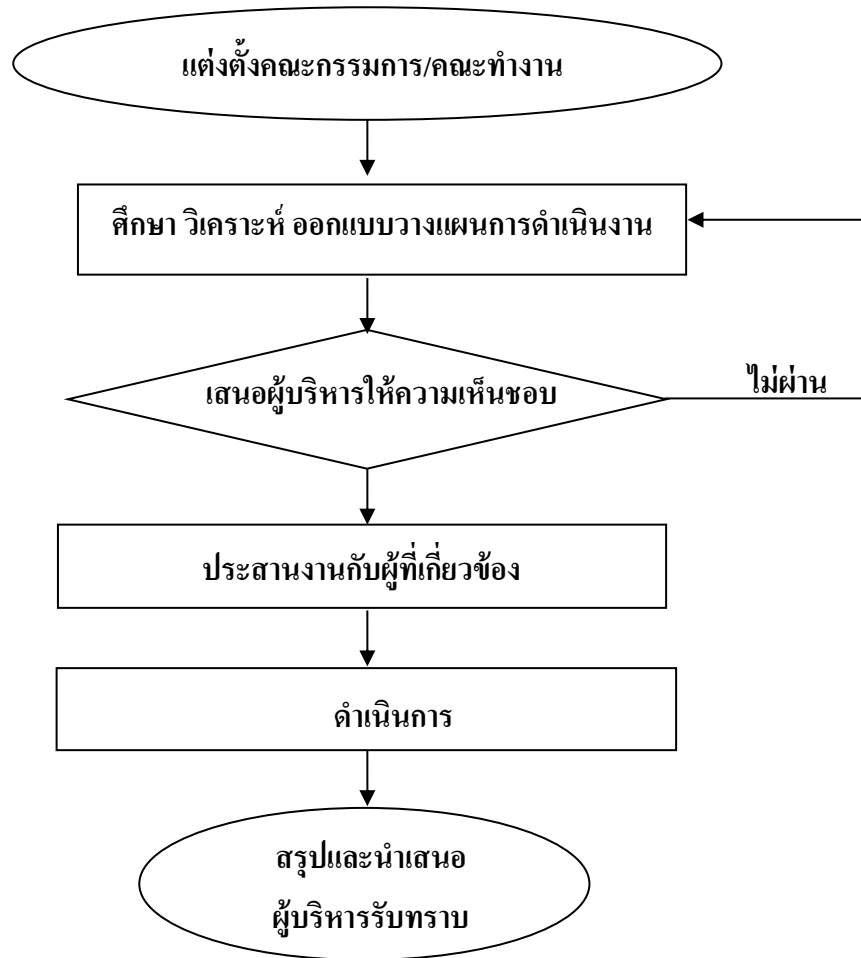 แต่งตั้งคณะกรรมการ/คณะทำงาน
ศึกษา วิเคราะห์ ออกแบบวางแผนการดำเนินงาน
เสนอผู้บริหารให้ความเห็นชอบ
ไม่ผ่าน
ประสานงานกับผู้ที่เกี่ยวข้อง
ดำเนินการ
สรุปและนำเสนอ
ผู้บริหารรับทราบ